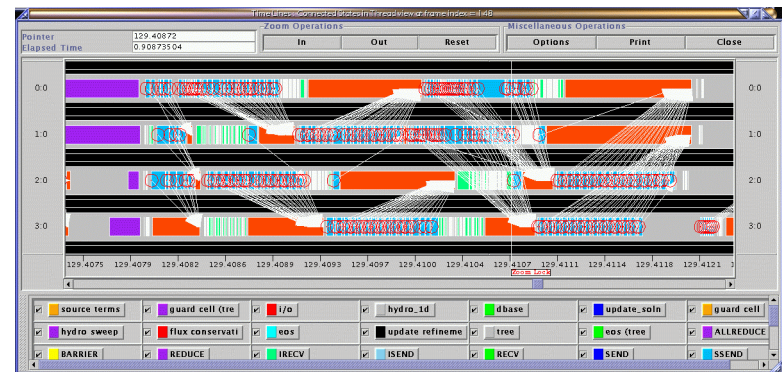 TimeLines : Connected States In Thread view at frame Index = 148
Zoom Operations
Miscellaneous Operations
Pointer 129.40872
Elapsed Time 0.90873504
In Out Reset Options Print Close
0:0 0:0
1:0 1:0
2:0 2:0
3:0 3:0
129.4075 129.4079 129.4082 129.4086 129.4089 129.4093 129.4097 129.4100 129.4104 129.4107 129.4111 129.4114 129.4118 129.4121 1
Zoom Lock
source terms guard cell (tre i/o hydro_1d dbase update_soln guard cell
hydro sweep flux conservati eos update refineme tree eos (tree ALLREDUCE
BARRIER REDUCE IRECV ISEND RECV SEND SSEND